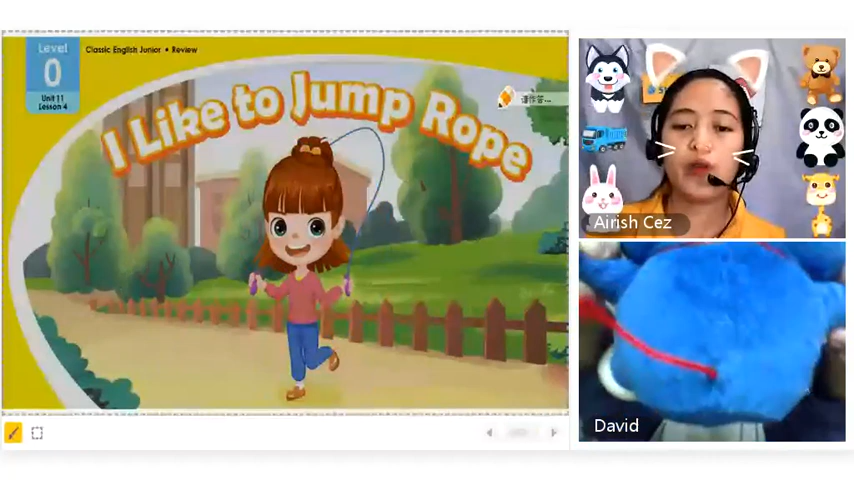 Level
0
Unit 11
Lesson 4
Classic English Junior • Review
I Like to Jump Rope
Airish Cez
David